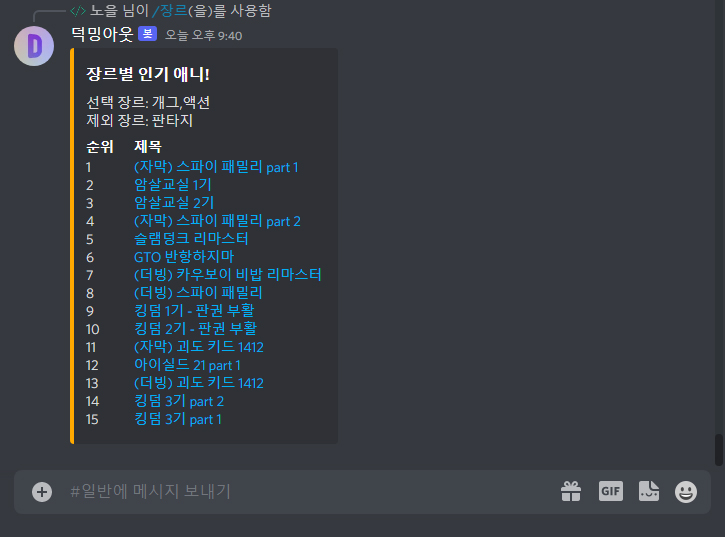 노을 님이 /장르(을)를 사용함
덕밍아웃 봇 오늘 오후 9:40
장르별 인기 애니!
선택 장르: 개그,액션
제외 장르: 판타지
순위 제목
1 (자막) 스파이 패밀리 part 1
2 암살교실 1기
3 암살교실 2기
4 (자막) 스파이 패밀리 part 2
5 슬램덩크 리마스터
6 GTO 반항하지마
7 (더빙) 카우보이 비밥 리마스터
8 (더빙) 스파이 패밀리
9 킹덤 1기 - 판권 부활
10 킹덤 2기 - 판권 부활
11 (자막) 괴도 키드 1412
12 아이실드 21 part 1
13 (더빙) 괴도 키드 1412
14 킹덤 3기 part 2
15 킹덤 3기 part 1
#일반에 메시지 보내기 GIF